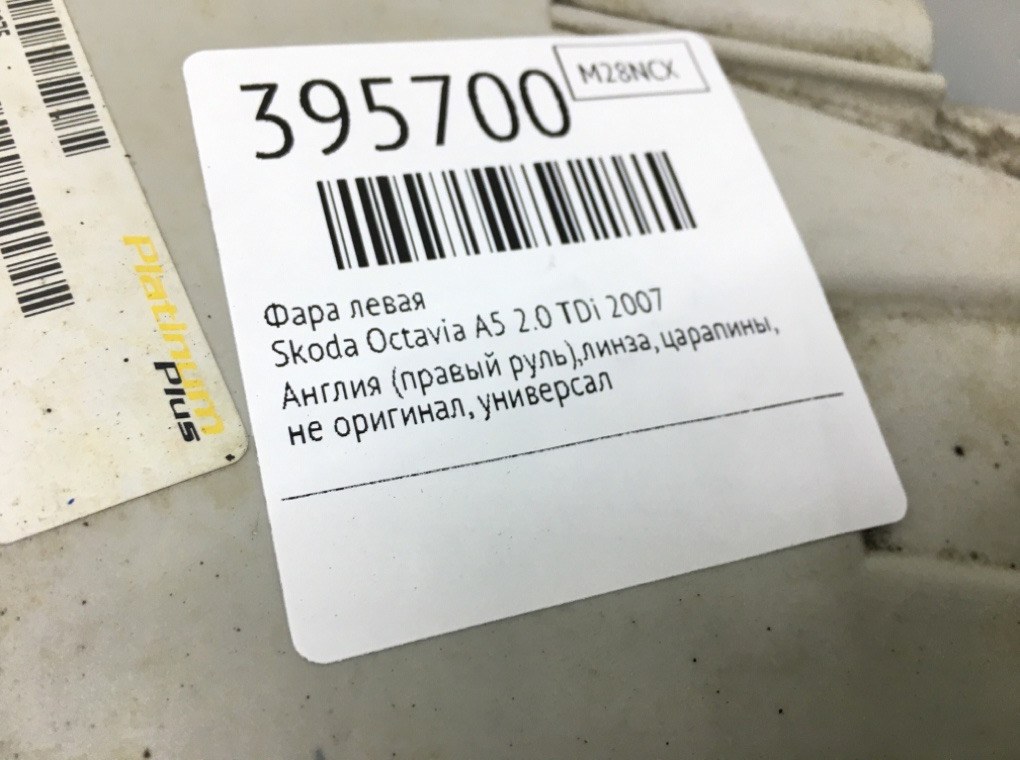 395700
M28NCX
Фара левая
Skoda Octavia A5 2.0 TDi 2007
Англия (правый руль),линза, царапины,
не оригинал, универсал
Platinum
Plus